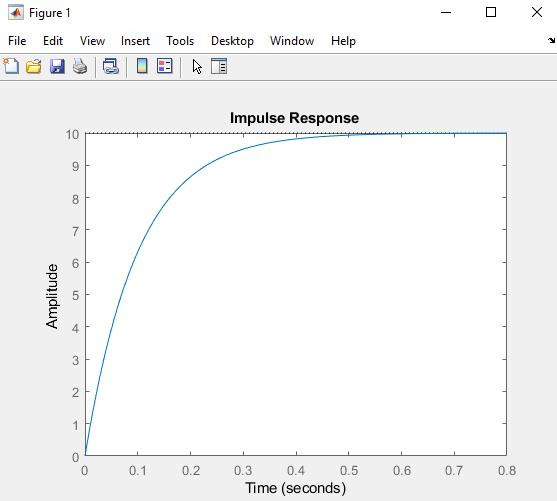 Figure 1
File Edit View Insert Tools Desktop Window Help
Impulse Response
10
9
8
7
6
5
4
3
2
1
0
Amplitude
0 0.1 0.2 0.3 0.4 0.5 0.6 0.7 0.8
Time (seconds)